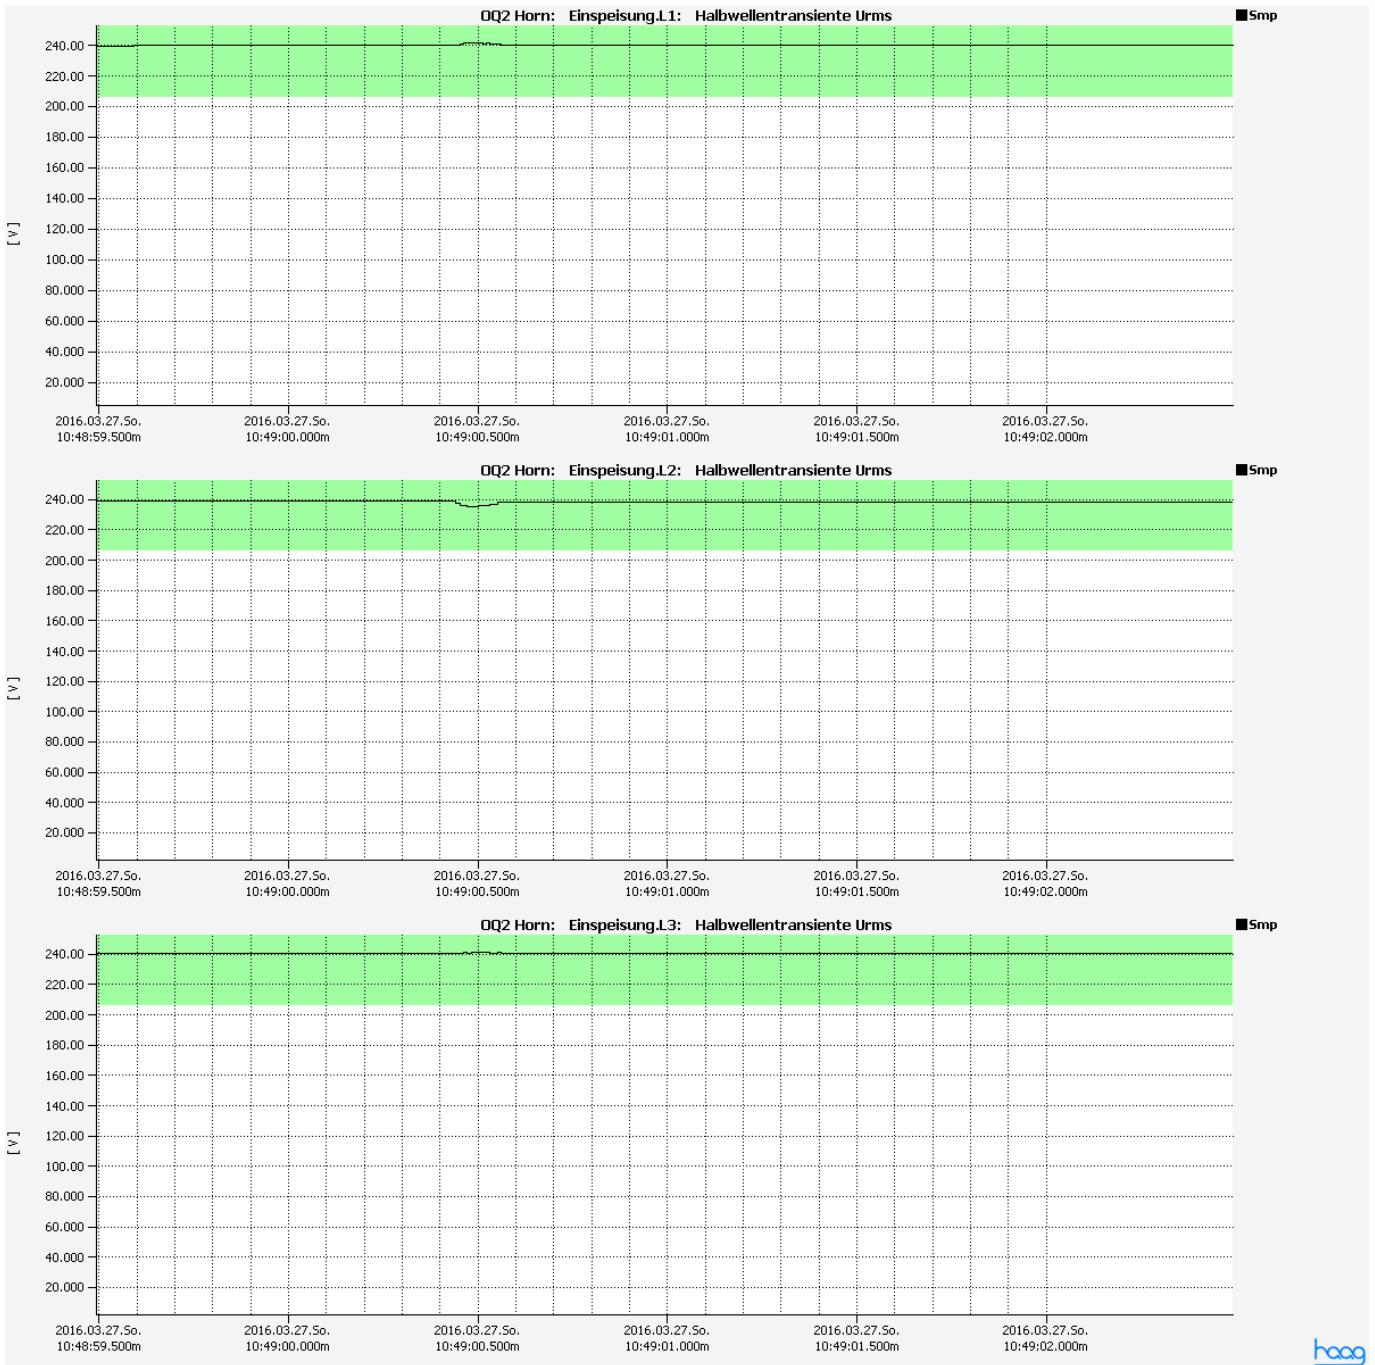 OQ2 Horn: Einspeisung.L1: Halbwellentransiente Urms
Smp
240.00
220.00
200.00
180.00
160.00
140.00
120.00
100.00
80.000
60.000
40.000
20.000
[V]
2016.03.27.So. 2016.03.27.So. 2016.03.27.So. 2016.03.27.So. 2016.03.27.So. 2016.03.27.So.
10:48:59.500m 10:49:00.000m 10:49:00.500m 10:49:01.000m 10:49:01.500m 10:49:02.000m
OQ2 Horn: Einspeisung.L2: Halbwellentransiente Urms
Smp
240.00
220.00
200.00
180.00
160.00
140.00
120.00
100.00
80.000
60.000
40.000
20.000
[V]
2016.03.27.So. 2016.03.27.So. 2016.03.27.So. 2016.03.27.So. 2016.03.27.So. 2016.03.27.So.
10:48:59.500m 10:49:00.000m 10:49:00.500m 10:49:01.000m 10:49:01.500m 10:49:02.000m
OQ2 Horn: Einspeisung.L3: Halbwellentransiente Urms
Smp
240.00
220.00
200.00
180.00
160.00
140.00
120.00
100.00
80.000
60.000
40.000
20.000
[V]
2016.03.27.So. 2016.03.27.So. 2016.03.27.So. 2016.03.27.So. 2016.03.27.So. 2016.03.27.So.
10:48:59.500m 10:49:00.000m 10:49:00.500m 10:49:01.000m 10:49:01.500m 10:49:02.000m
haag